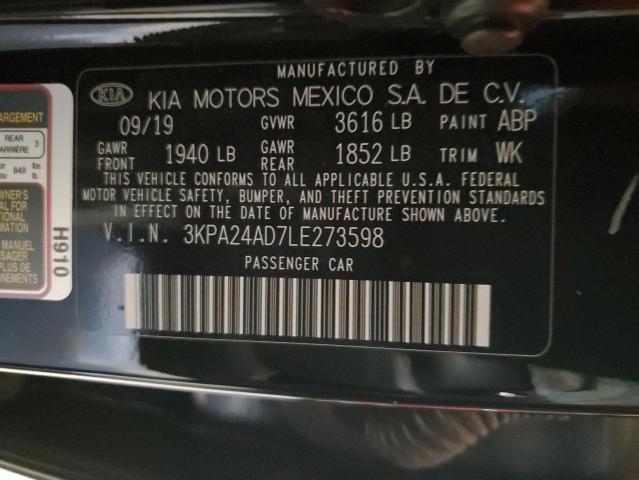 MANUFACTURED BY
KIA KIA MOTORS MEXICO S.A. DE C.V.
09/19 GVWR 3616 LB PAINT ABP
GAWR FRONT 1940 LB GAWR REAR 1852 LB TRIM WK
THIS VEHICLE CONFORMS TO ALL APPLICABLE U.S.A. FEDERAL
MOTOR VEHICLE SAFETY, BUMPER, AND THEFT PREVENTION STANDARDS
IN EFFECT ON THE DATE OF MANUFACTURE SHOWN ABOVE.
V.I.N. 3KPA24AD7LE273598
PASSENGER CAR
REAR 3
849 lbs.
H910